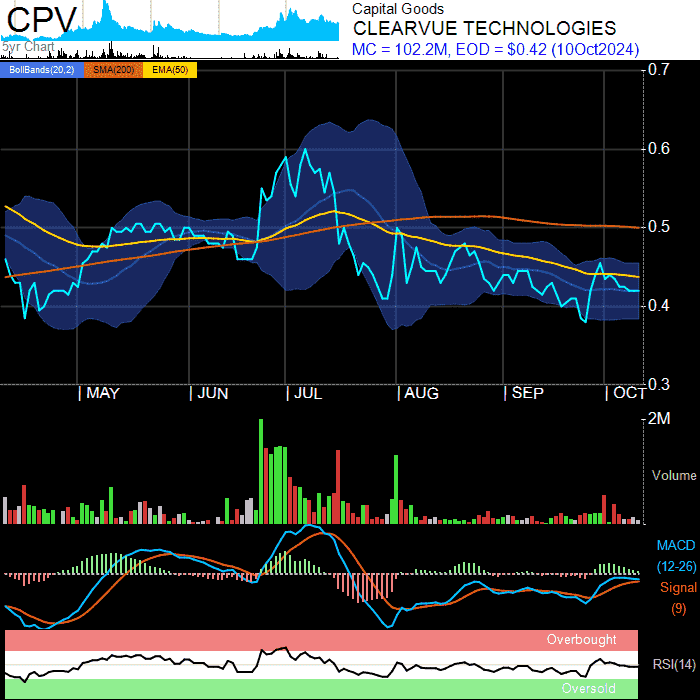 CPV
5yr Chart
Capital Goods
CLEARVUE TECHNOLOGIES
MC = 102.2M, EOD = $0.42 (10Oct2024)
BollBands(20,2) SMA(200) EMA(50)
0.7
0.6
0.5
0.4
0.3
MAY JUN JUL AUG SEP OCT
2M
Volume
MACD
(12-26)
Signal
(9)
Overbought
RSI(14)
Oversold